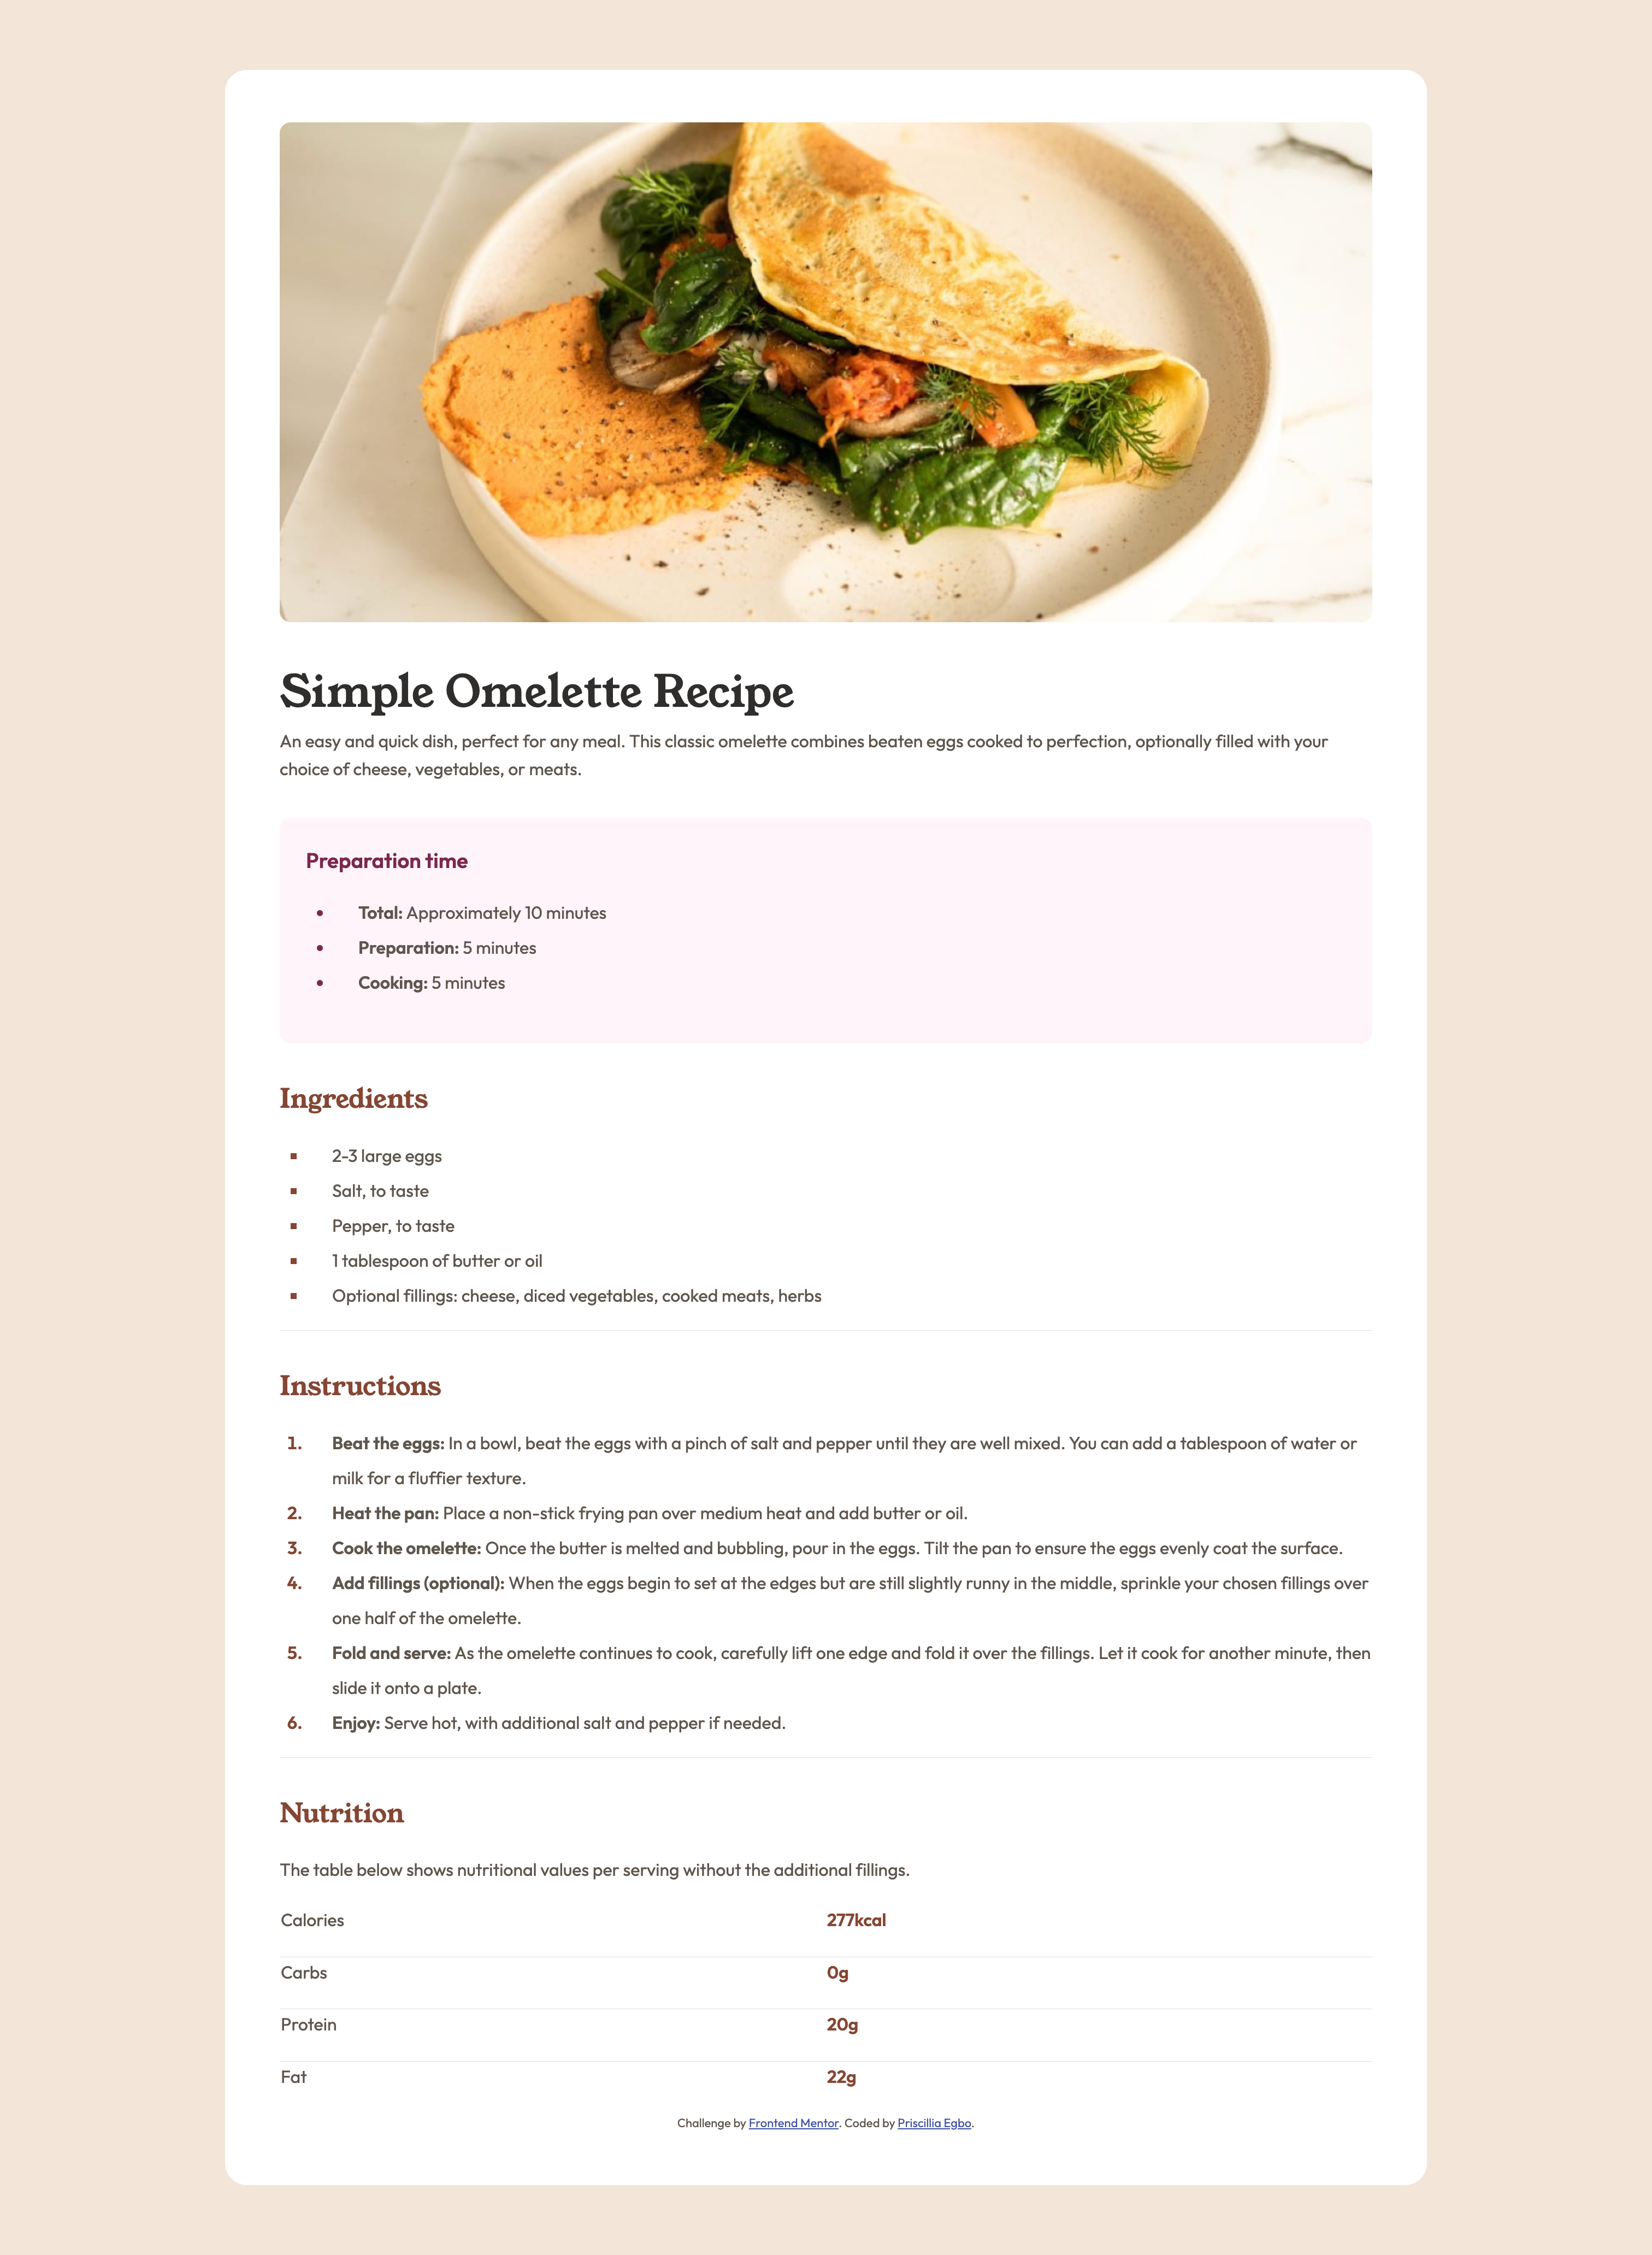 Simple Omelette Recipe
An easy and quick dish, perfect for any meal. This classic omelette combines beaten eggs cooked to perfection, optionally filled with your
choice of cheese, vegetables, or meats.
Preparation time
• Total: Approximately 10 minutes
• Preparation: 5 minutes
• Cooking: 5 minutes
Ingredients
▪ 2-3 large eggs
▪ Salt, to taste
▪ Pepper, to taste
▪ 1 tablespoon of butter or oil
▪ Optional fillings: cheese, diced vegetables, cooked meats, herbs
Instructions
1. Beat the eggs: In a bowl, beat the eggs with a pinch of salt and pepper until they are well mixed. You can add a tablespoon of water or
milk for a fluffier texture.
2. Heat the pan: Place a non-stick frying pan over medium heat and add butter or oil.
3. Cook the omelette: Once the butter is melted and bubbling, pour in the eggs. Tilt the pan to ensure the eggs evenly coat the surface.
4. Add fillings (optional): When the eggs begin to set at the edges but are still slightly runny in the middle, sprinkle your chosen fillings over
one half of the omelette.
5. Fold and serve: As the omelette continues to cook, carefully lift one edge and fold it over the fillings. Let it cook for another minute, then
slide it onto a plate.
6. Enjoy: Serve hot, with additional salt and pepper if needed.
Nutrition
The table below shows nutritional values per serving without the additional fillings.
Calories 277kcal
Carbs 0g
Protein 20g
Fat 22g
Challenge by Frontend Mentor. Coded by Priscillia Egbo.